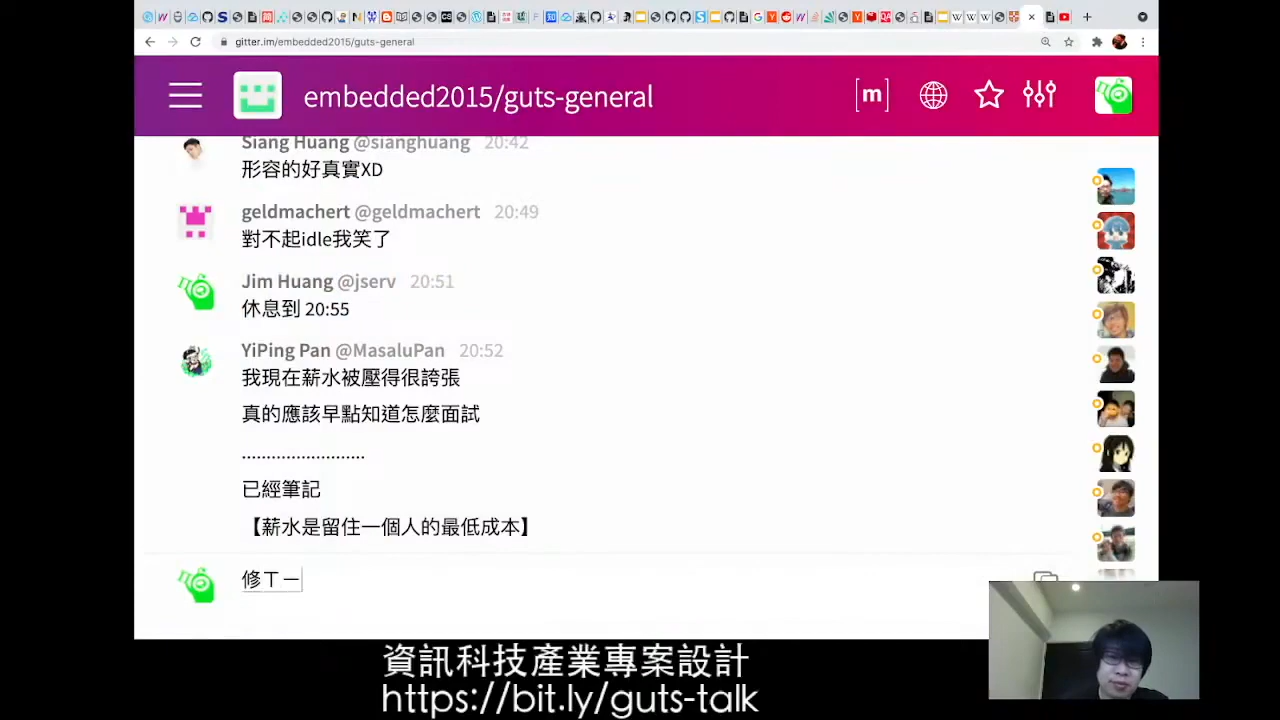 gitter.im/embedded2015/guts-general
[m]
embedded2015/guts-general
Siang Huang @sianghuang 20:42
形容的好真實XD
geldmachert @geldmachert 20:49
對不起idle我笑了
Jim Huang @jserv 20:51
休息到 20:55
YiPing Pan @MasaluPan 20:52
我現在薪水被壓得很誇張
真的應該早點知道怎麼面試
.........................
已經筆記
【薪水是留住一個人的最低成本】
修ㄒㄧ
資訊科技產業專案設計
https://bit.ly/guts-talk